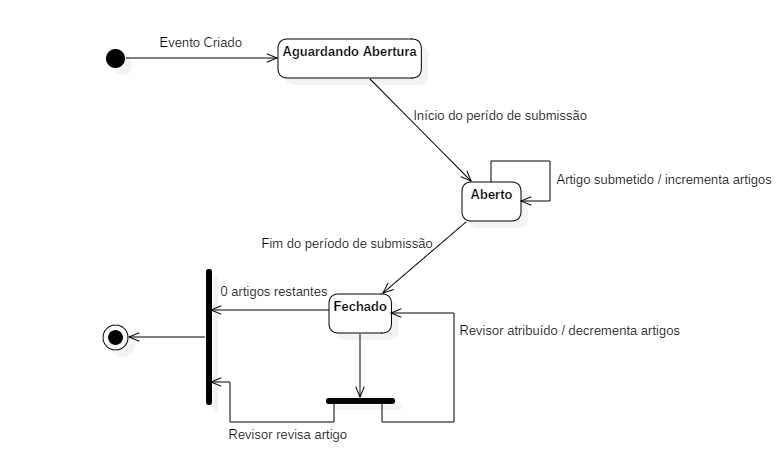 Evento Criado
Aguardando Abertura
Início do perído de submissão
Artigo submetido / incrementa artigos
Aberto
Fim do período de submissão
0 artigos restantes
Fechado
Revisor atribuído / decrementa artigos
Revisor revisa artigo